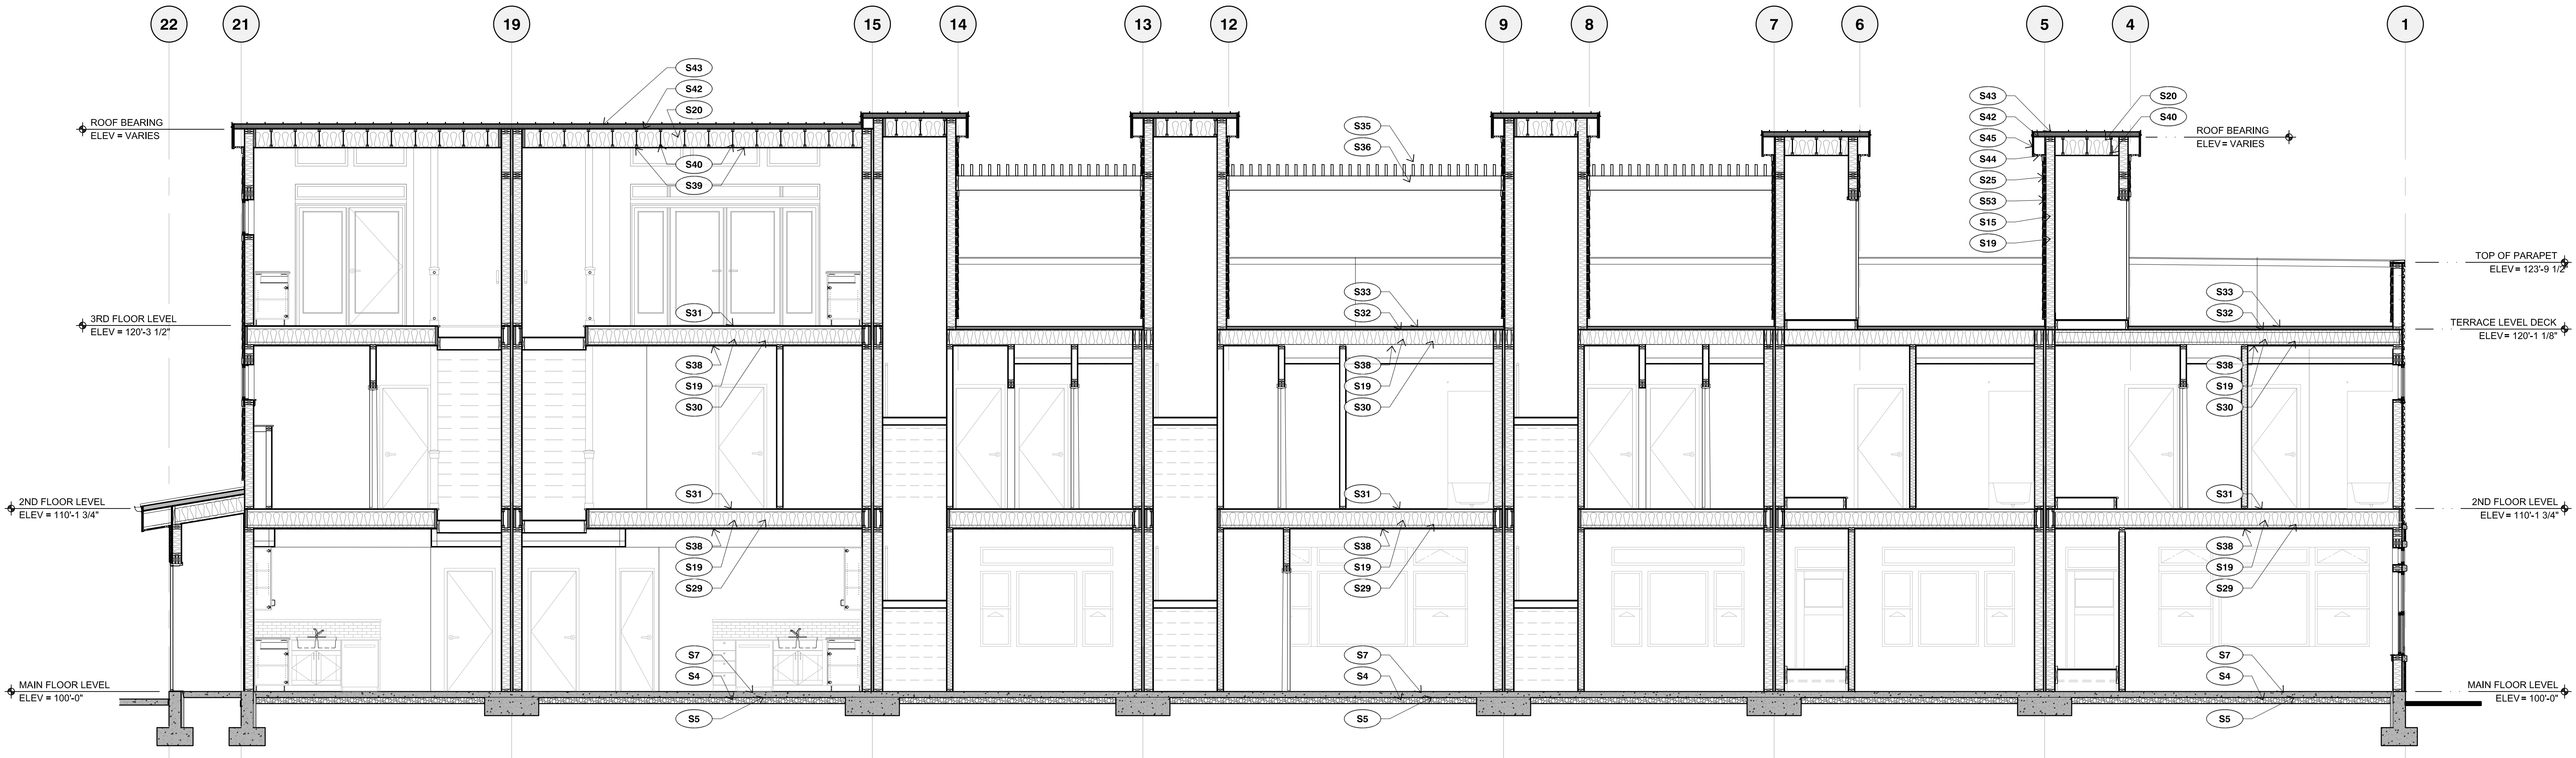 22 21 19 15 14 13 12 9 8 7 6 5 4 1
S43
S42
S20
ROOF BEARING
ELEV = VARIES
S40
S39
S35
S36
S43
S42
S45
S44
S25
S53
S15
S19
S20
S40
ROOF BEARING
ELEV = VARIES
TOP OF PARAPET
ELEV = 123'-9 1/2"
3RD FLOOR LEVEL
ELEV = 120'-3 1/2"
S31
S38
S19
S30
S33
S32
S38
S19
S30
S33
S32
S38
S19
S30
TERRACE LEVEL DECK
ELEV = 120'-1 1/8"
2ND FLOOR LEVEL
ELEV = 110'-1 3/4"
S31
S38
S19
S29
S31
S38
S19
S29
S31
S38
S19
S29
2ND FLOOR LEVEL
ELEV = 110'-1 3/4"
MAIN FLOOR LEVEL
ELEV = 100'-0"
S7
S4
S5
S7
S4
S5
S7
S4
S5
MAIN FLOOR LEVEL
ELEV = 100'-0"